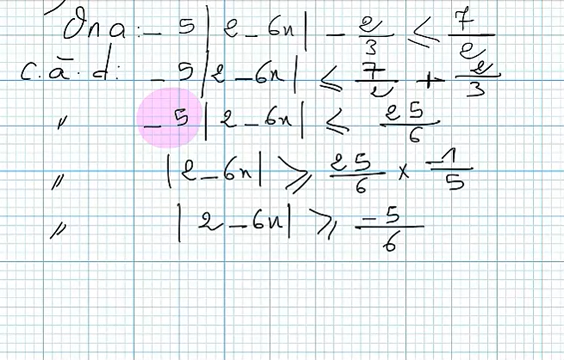 On a: - 5 | 2 - 6x | - 2/3 ≤ 7/2
c.à.d: - 5 | 2 - 6x | ≤ 7/2 + 2/3
" - 5 | 2 - 6x | ≤ 25/6
" | 2 - 6x | ≥ 25/6 × -1/5
" | 2 - 6x | ≥ -5/6